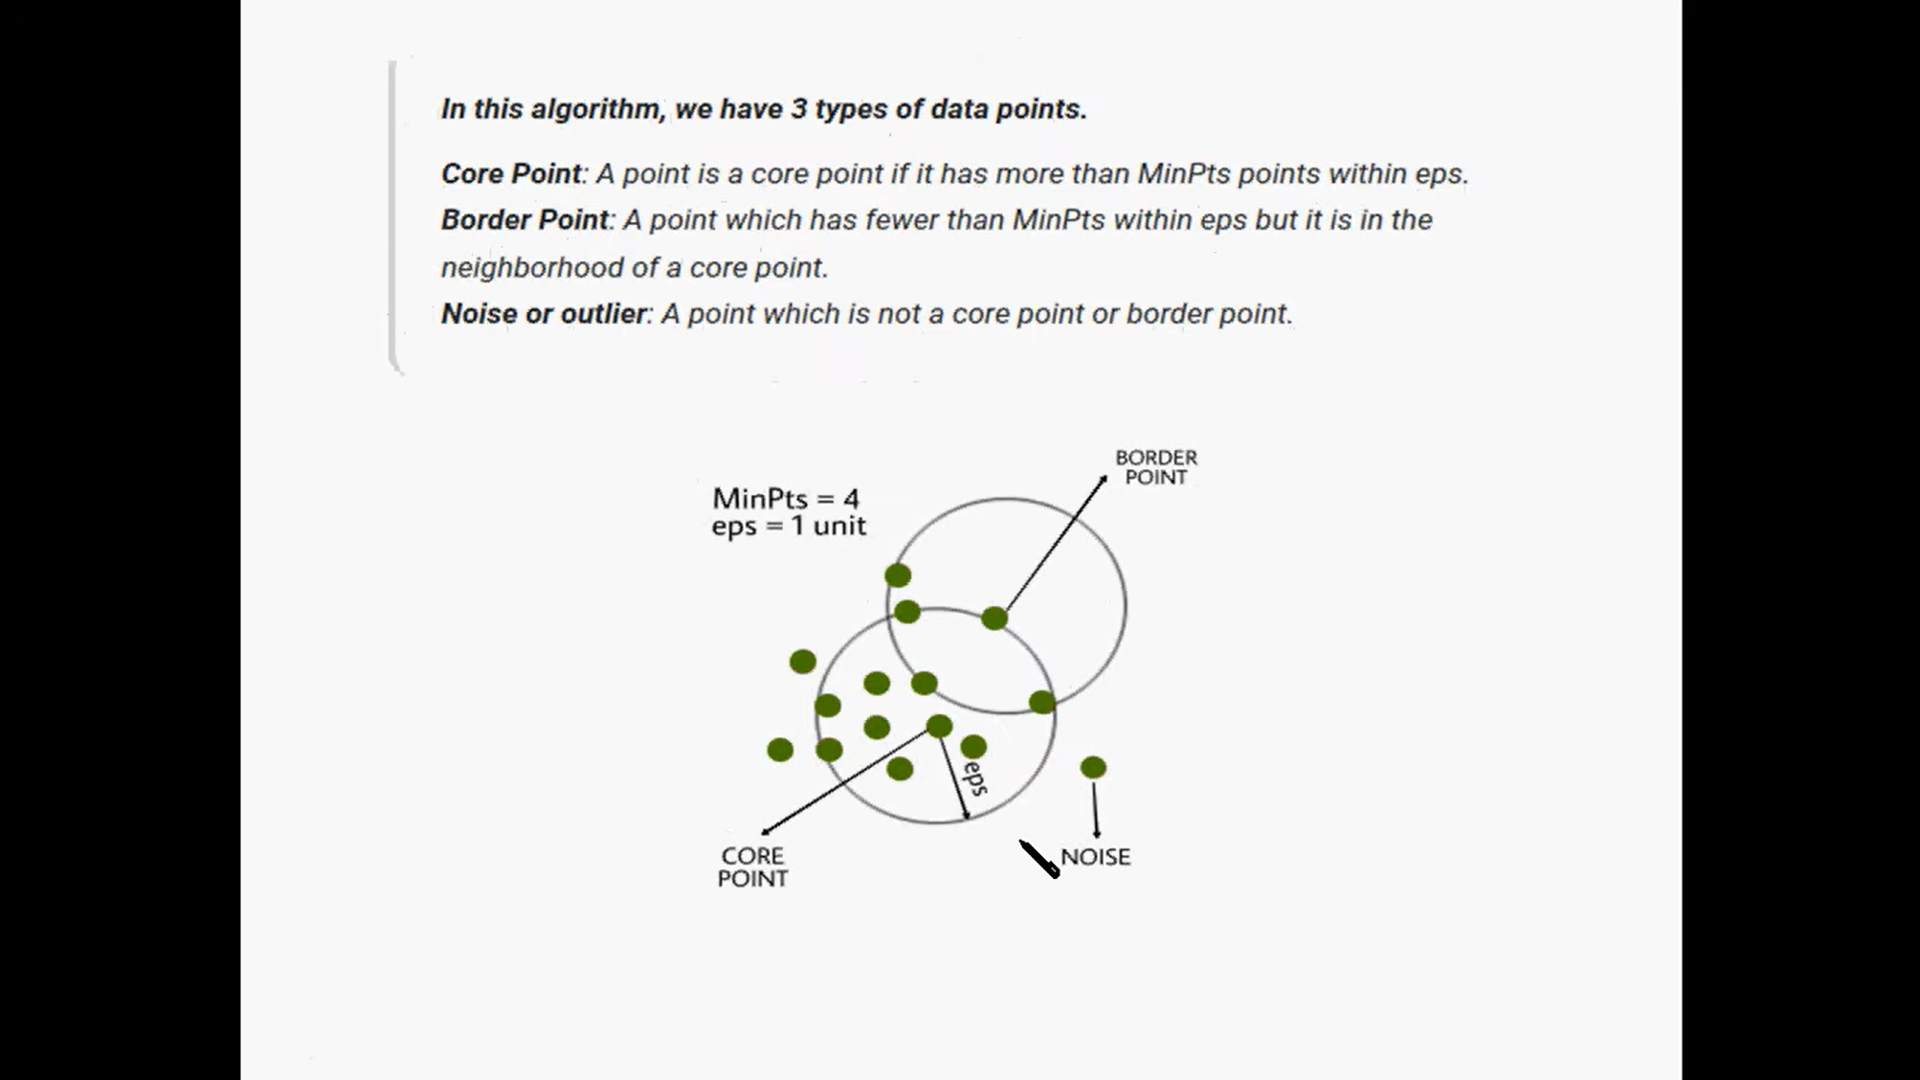 In this algorithm, we have 3 types of data points.
Core Point: A point is a core point if it has more than MinPts points within eps.
Border Point: A point which has fewer than MinPts within eps but it is in the
neighborhood of a core point.
Noise or outlier: A point which is not a core point or border point.
BORDER
POINT
MinPts = 4
eps = 1 unit
eps
CORE
POINT
NOISE